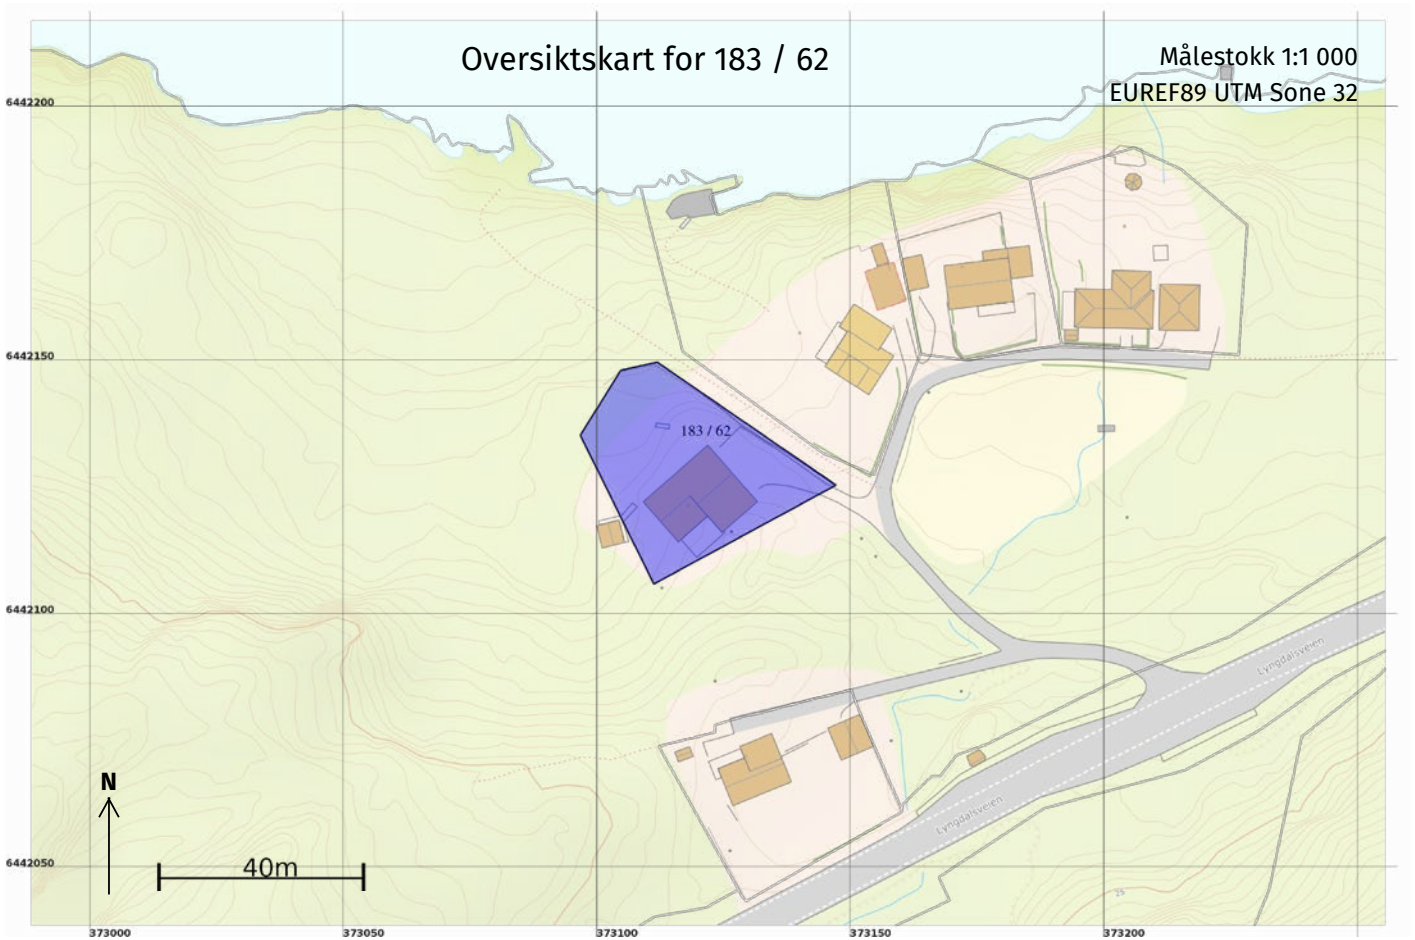 Oversiktskart for 183 / 62
Målestokk 1:1 000
EUREF89 UTM Sone 32
6442200
6442150
183 / 62
6442100
Lyngdalsveien
N
Lyngdalsveien
40m
6442050
25
373000
373050
373100
373150
373200